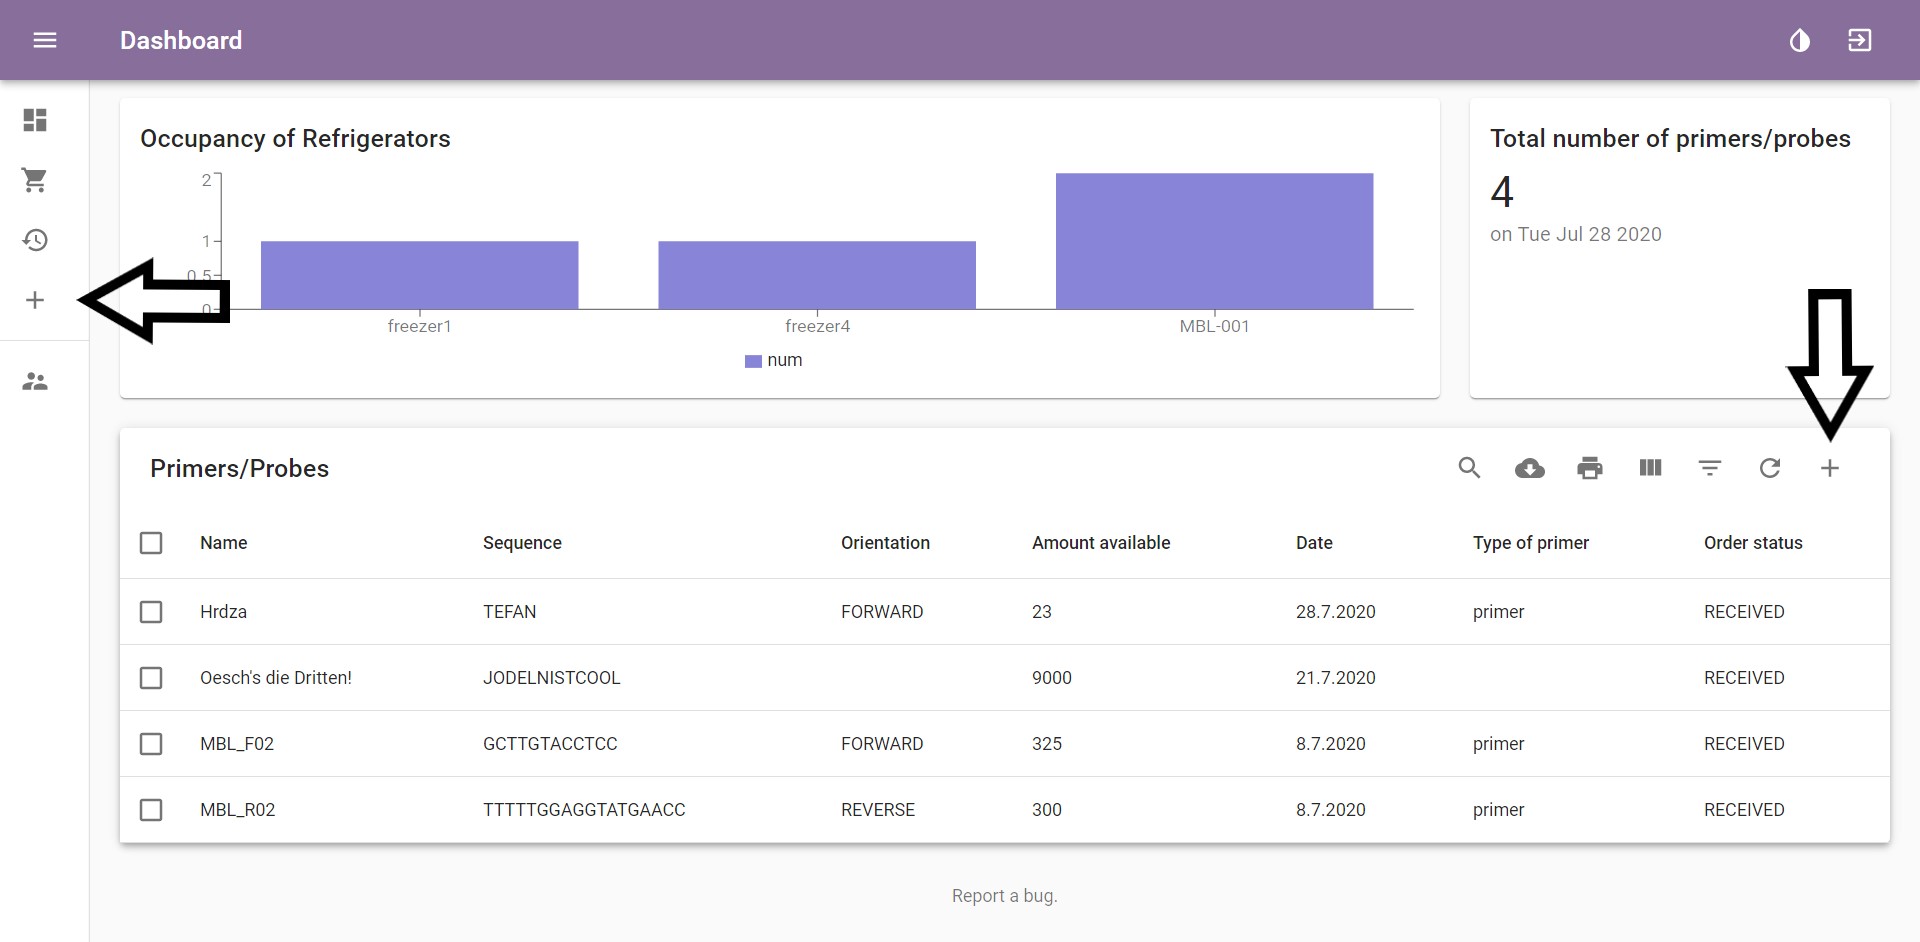 Dashboard
Occupancy of Refrigerators
2
1
0.5
0
freezer1 freezer4 MBL-001
num
Total number of primers/probes
4
on Tue Jul 28 2020
Primers/Probes
Name Sequence Orientation Amount available Date Type of primer Order status
Hrdza TEFAN FORWARD 23 28.7.2020 primer RECEIVED
Oesch's die Dritten! JODELNISTCOOL 9000 21.7.2020 RECEIVED
MBL_F02 GCTTGTACCTCC FORWARD 325 8.7.2020 primer RECEIVED
MBL_R02 TTTTTGGAGGTATGAACC REVERSE 300 8.7.2020 primer RECEIVED
Report a bug.